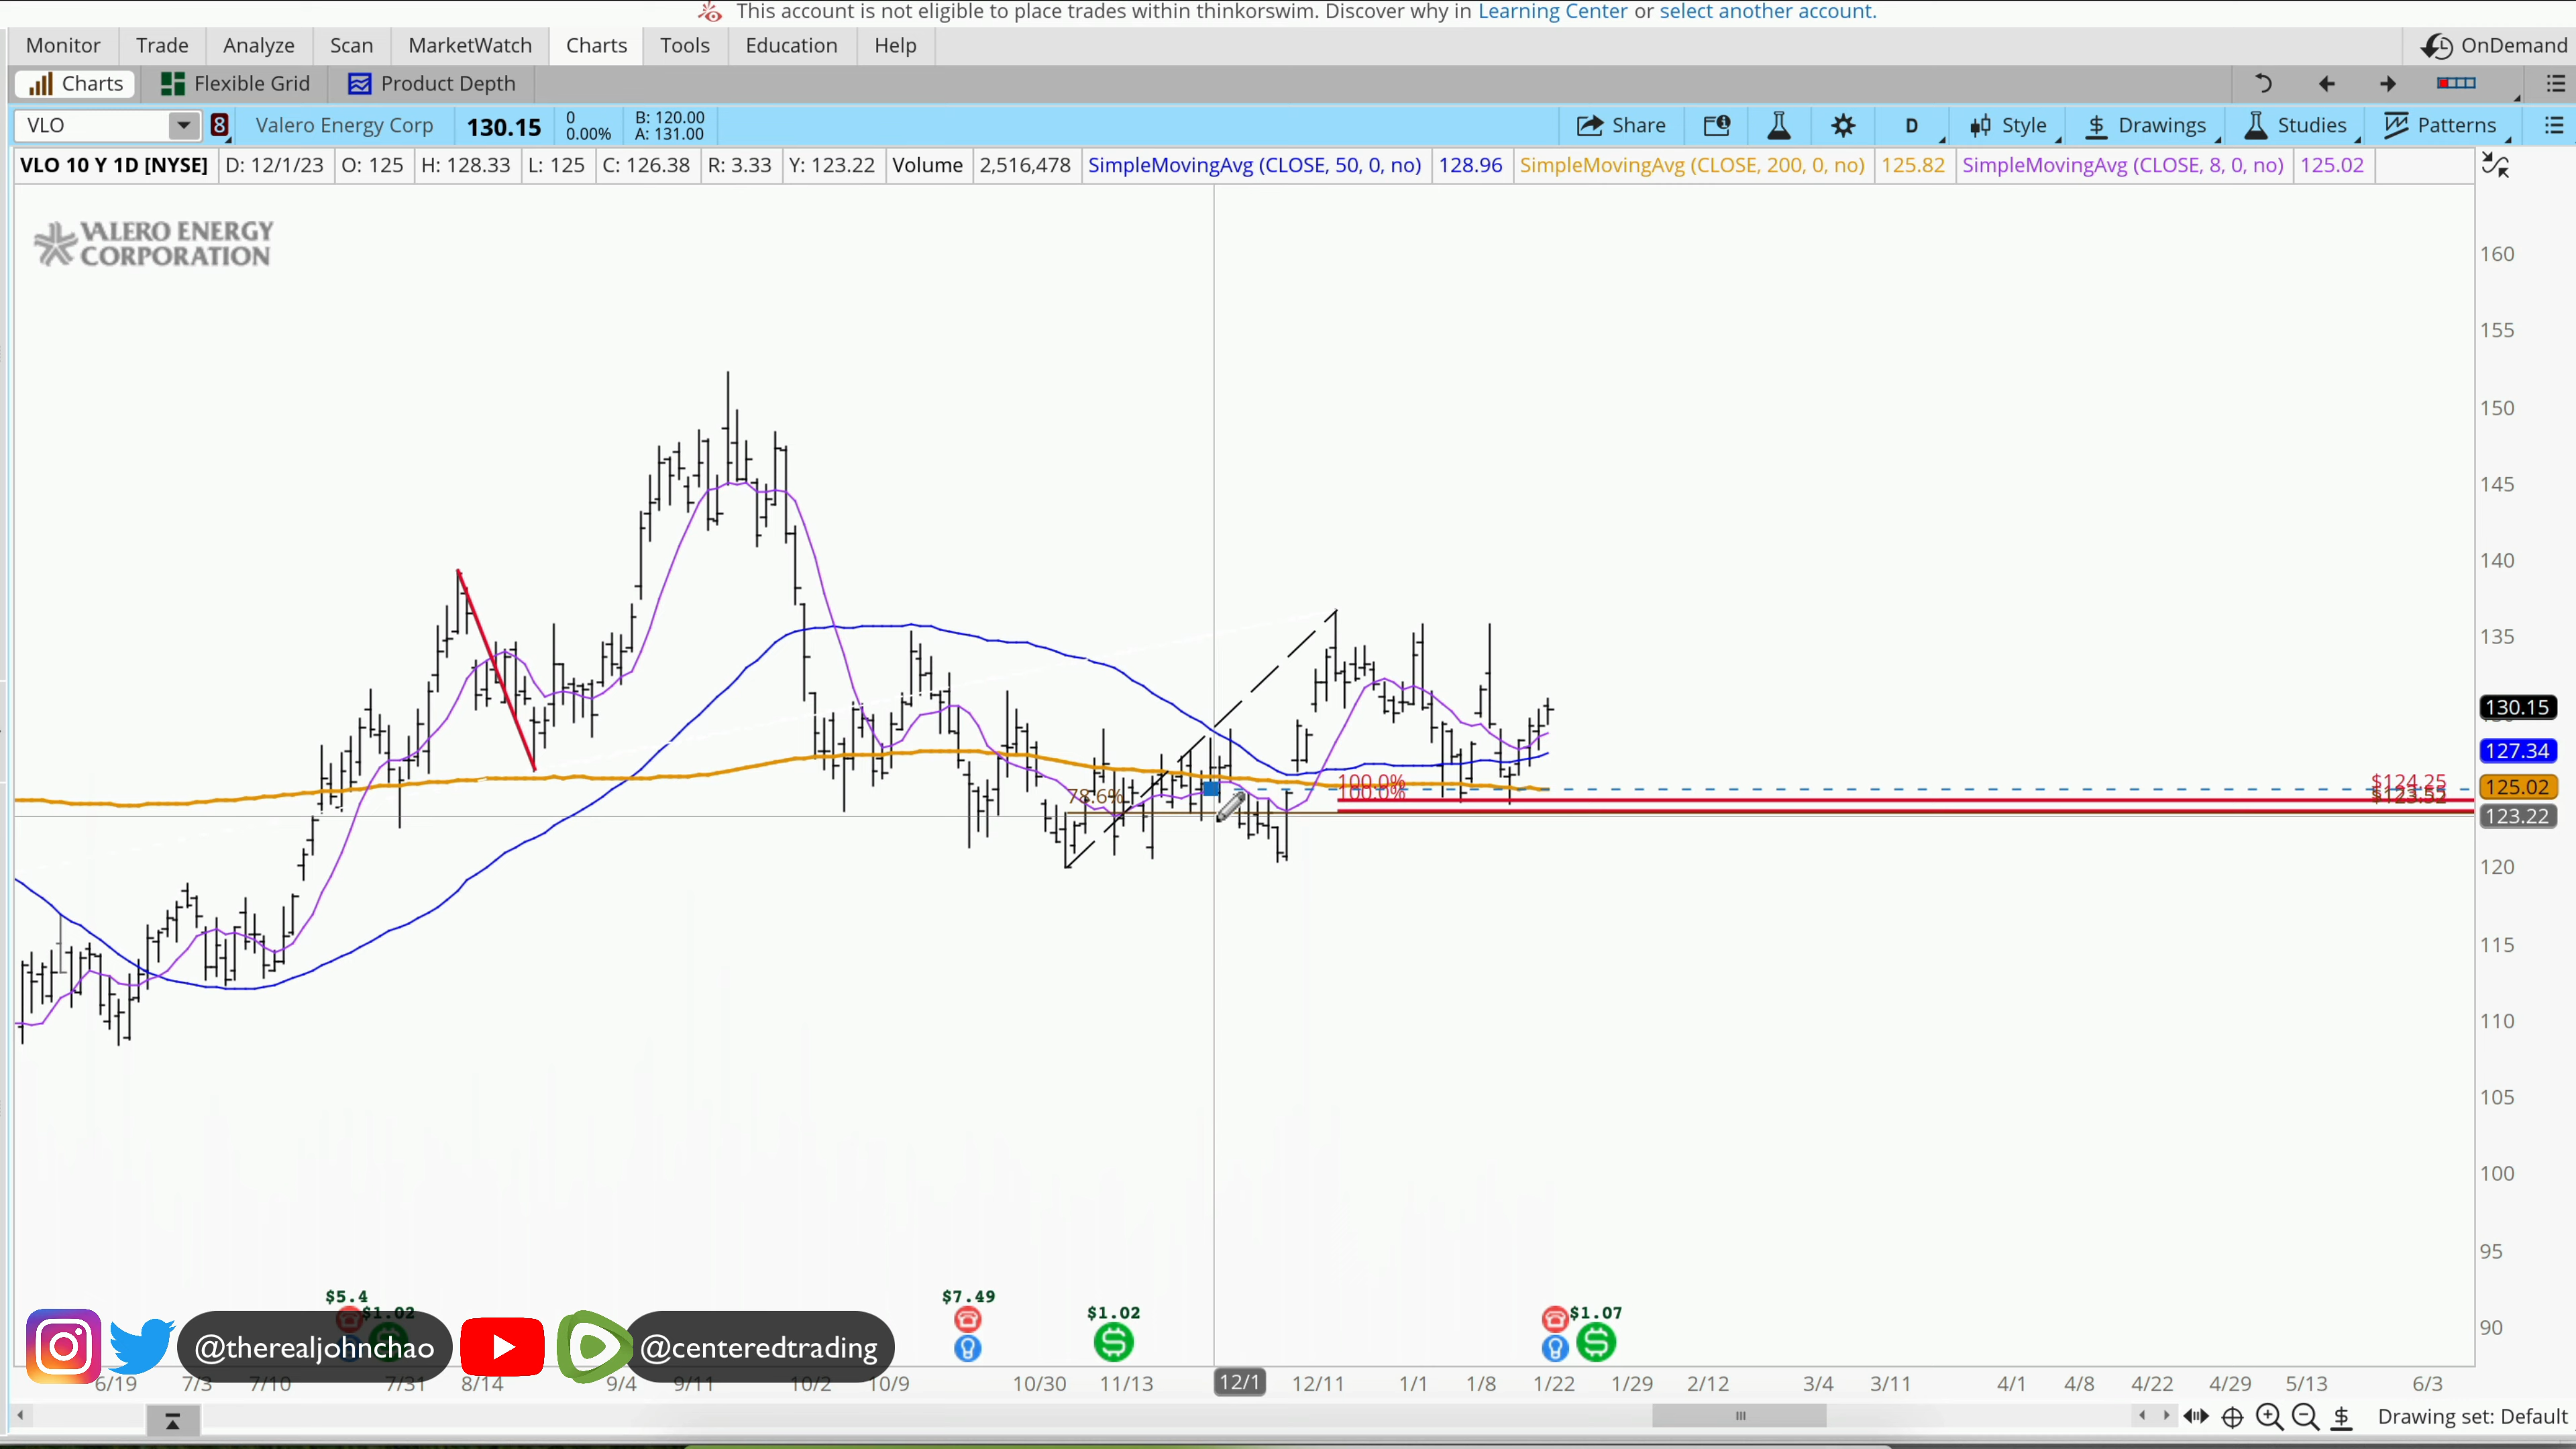 This account is not eligible to place trades within thinkorswim. Discover why in Learning Center or select another account.
Monitor Trade Analyze Scan MarketWatch Charts Tools Education Help OnDemand
Charts Flexible Grid Product Depth
VLO 8 Valero Energy Corp 130.15 0 0.00% B: 120.00 A: 131.00 Share D Style $ Drawings Studies Patterns
VLO 10 Y 1D [NYSE] D: 12/1/23 O: 125 H: 128.33 L: 125 C: 126.38 R: 3.33 Y: 123.22 Volume 2,516,478 SimpleMovingAvg (CLOSE, 50, 0, no) 128.96 SimpleMovingAvg (CLOSE, 200, 0, no) 125.82 SimpleMovingAvg (CLOSE, 8, 0, no) 125.02
VALERO ENERGY
CORPORATION
160
155
150
145
140
135
130.15
127.34
100.0% $124.25 125.02
78.6% 100.0% $123.52
123.22
120
115
110
105
100
95
90
$5.4 $7.49
$1.02 $1.02 $1.07
@therealjohnchao @centeredtrading
6/19 7/3 7/10 7/31 8/14 9/4 9/11 10/2 10/9 10/30 11/13 12/1 12/11 1/1 1/8 1/22 1/29 2/12 3/4 3/11 4/1 4/8 4/22 4/29 5/13 6/3
Drawing set: Default